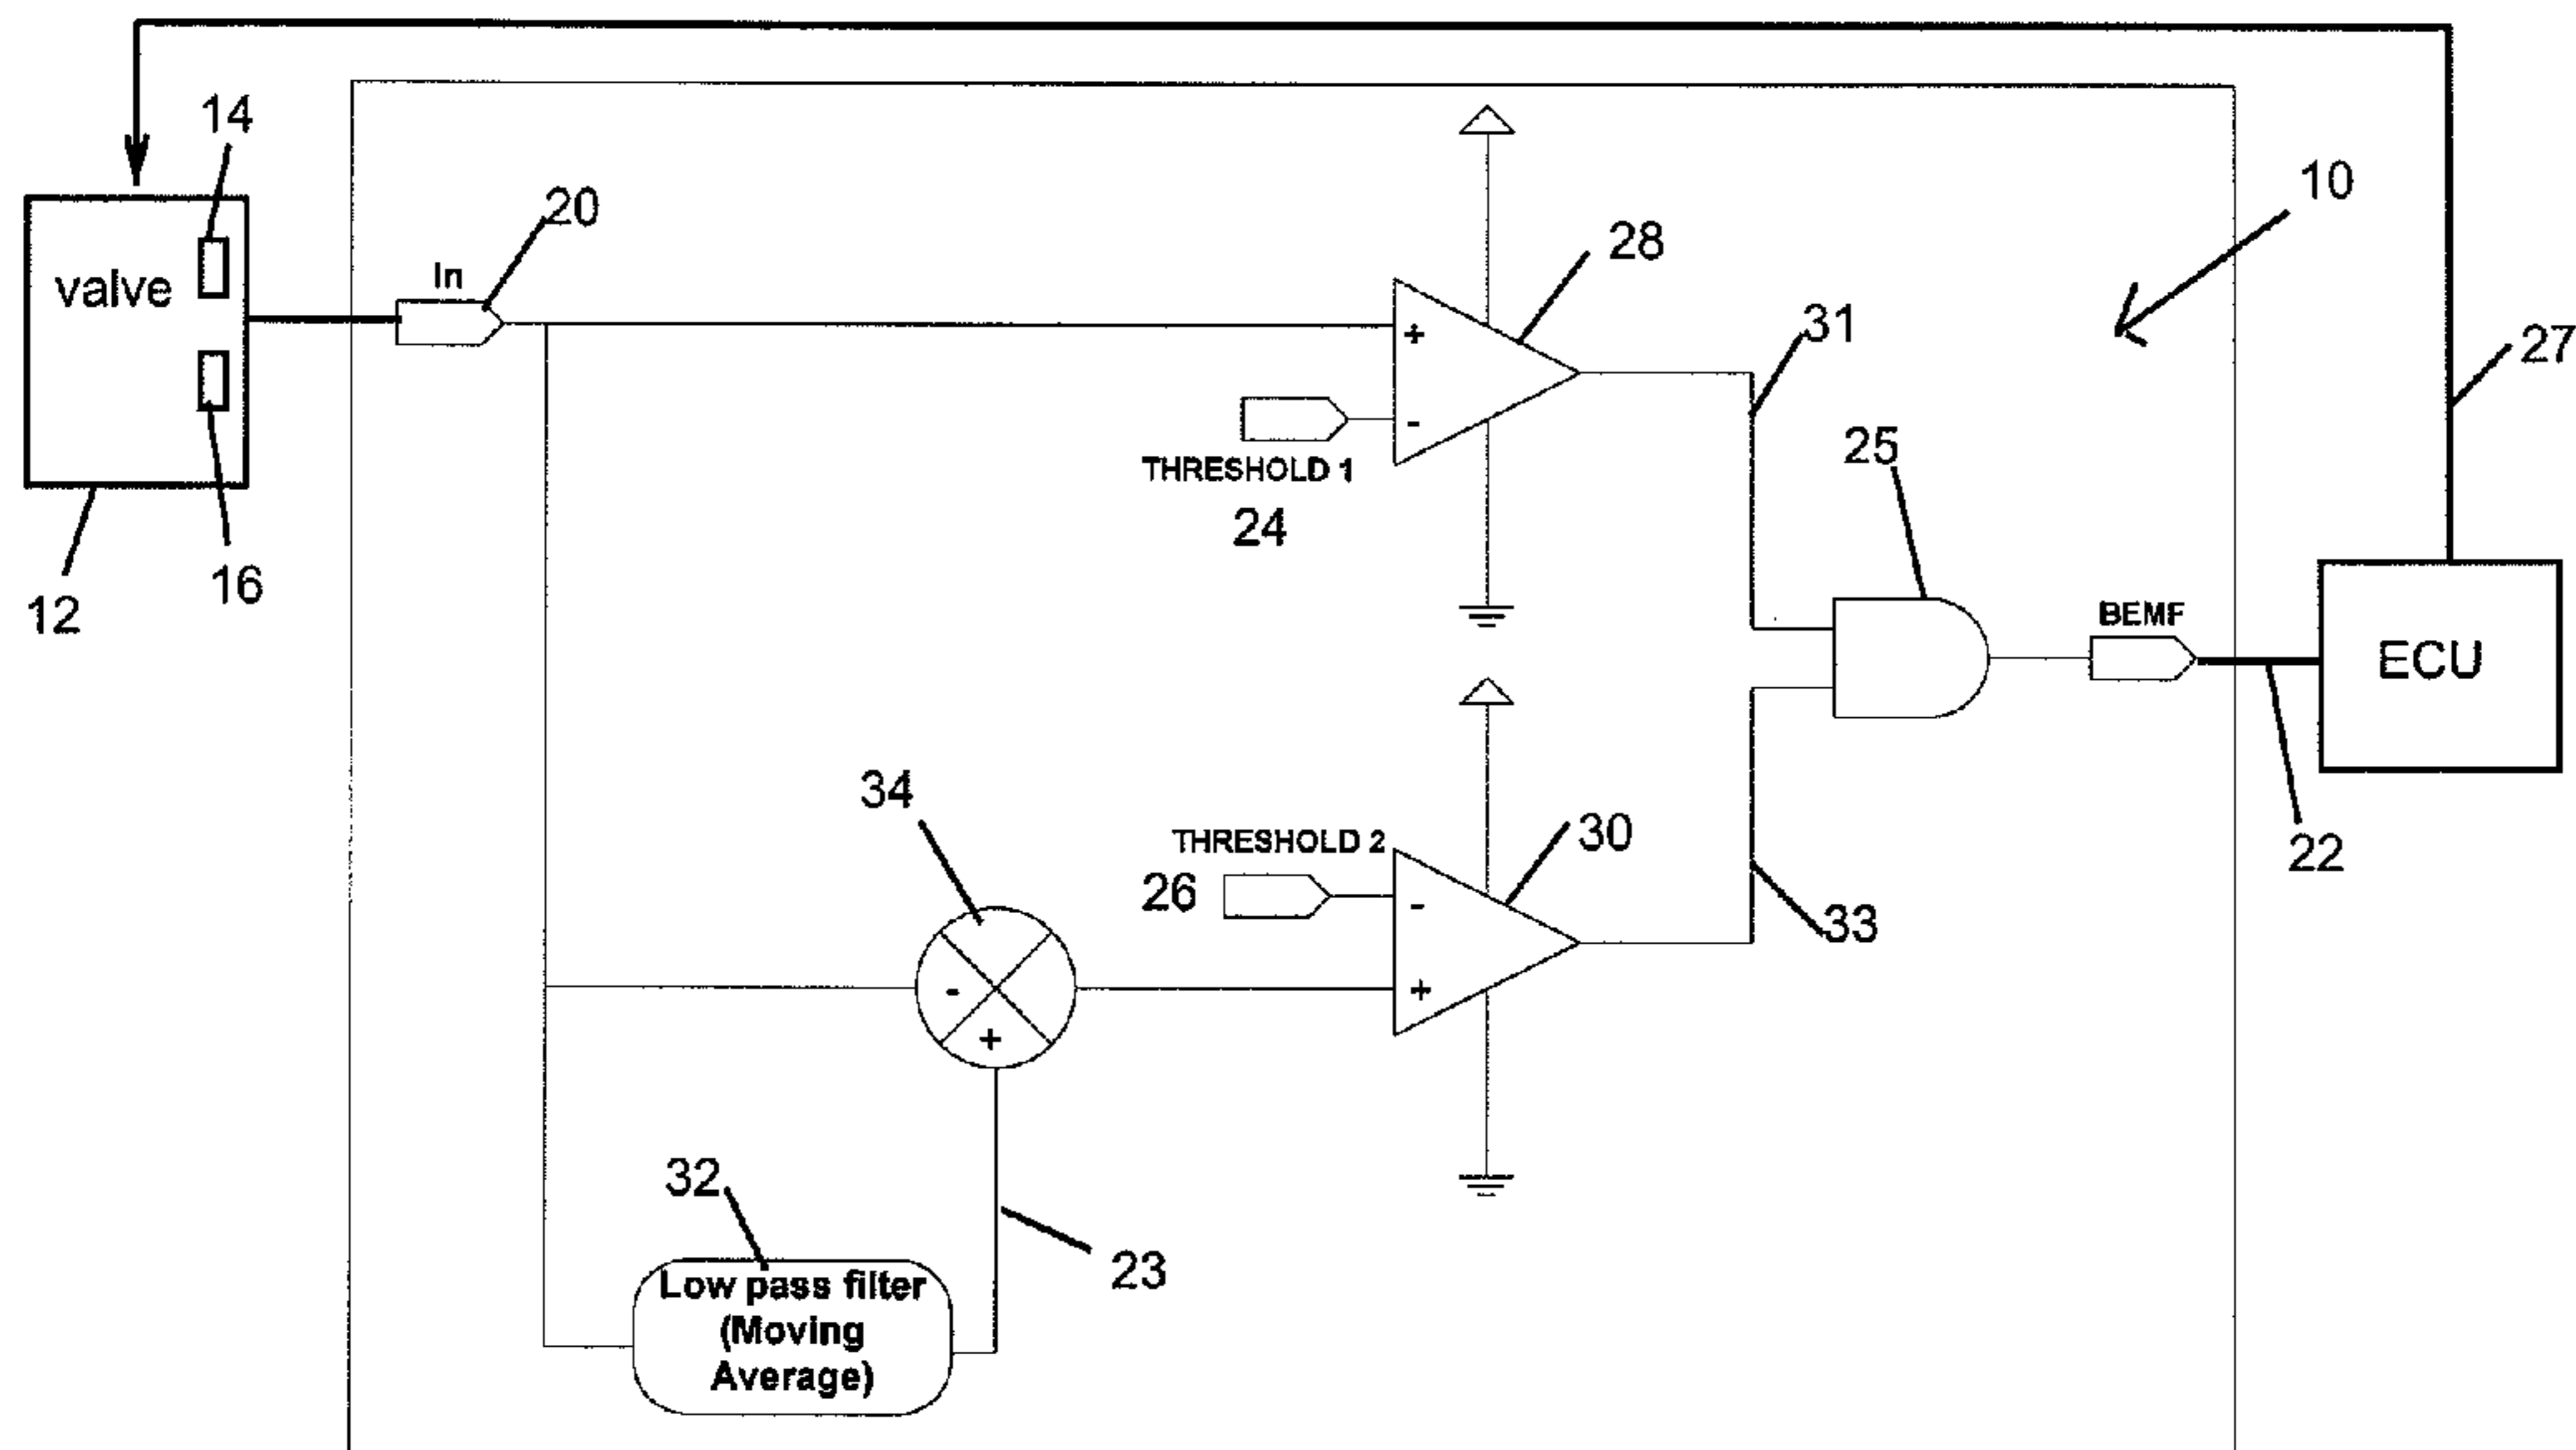 14
20
In
valve
28
10
31
27
+
-
THRESHOLD 1
24
25
16
12
BEMF
ECU
34
THRESHOLD 2
30
26
-
22
33
-
+
+
32
23
Low pass filter
(Moving
Average)